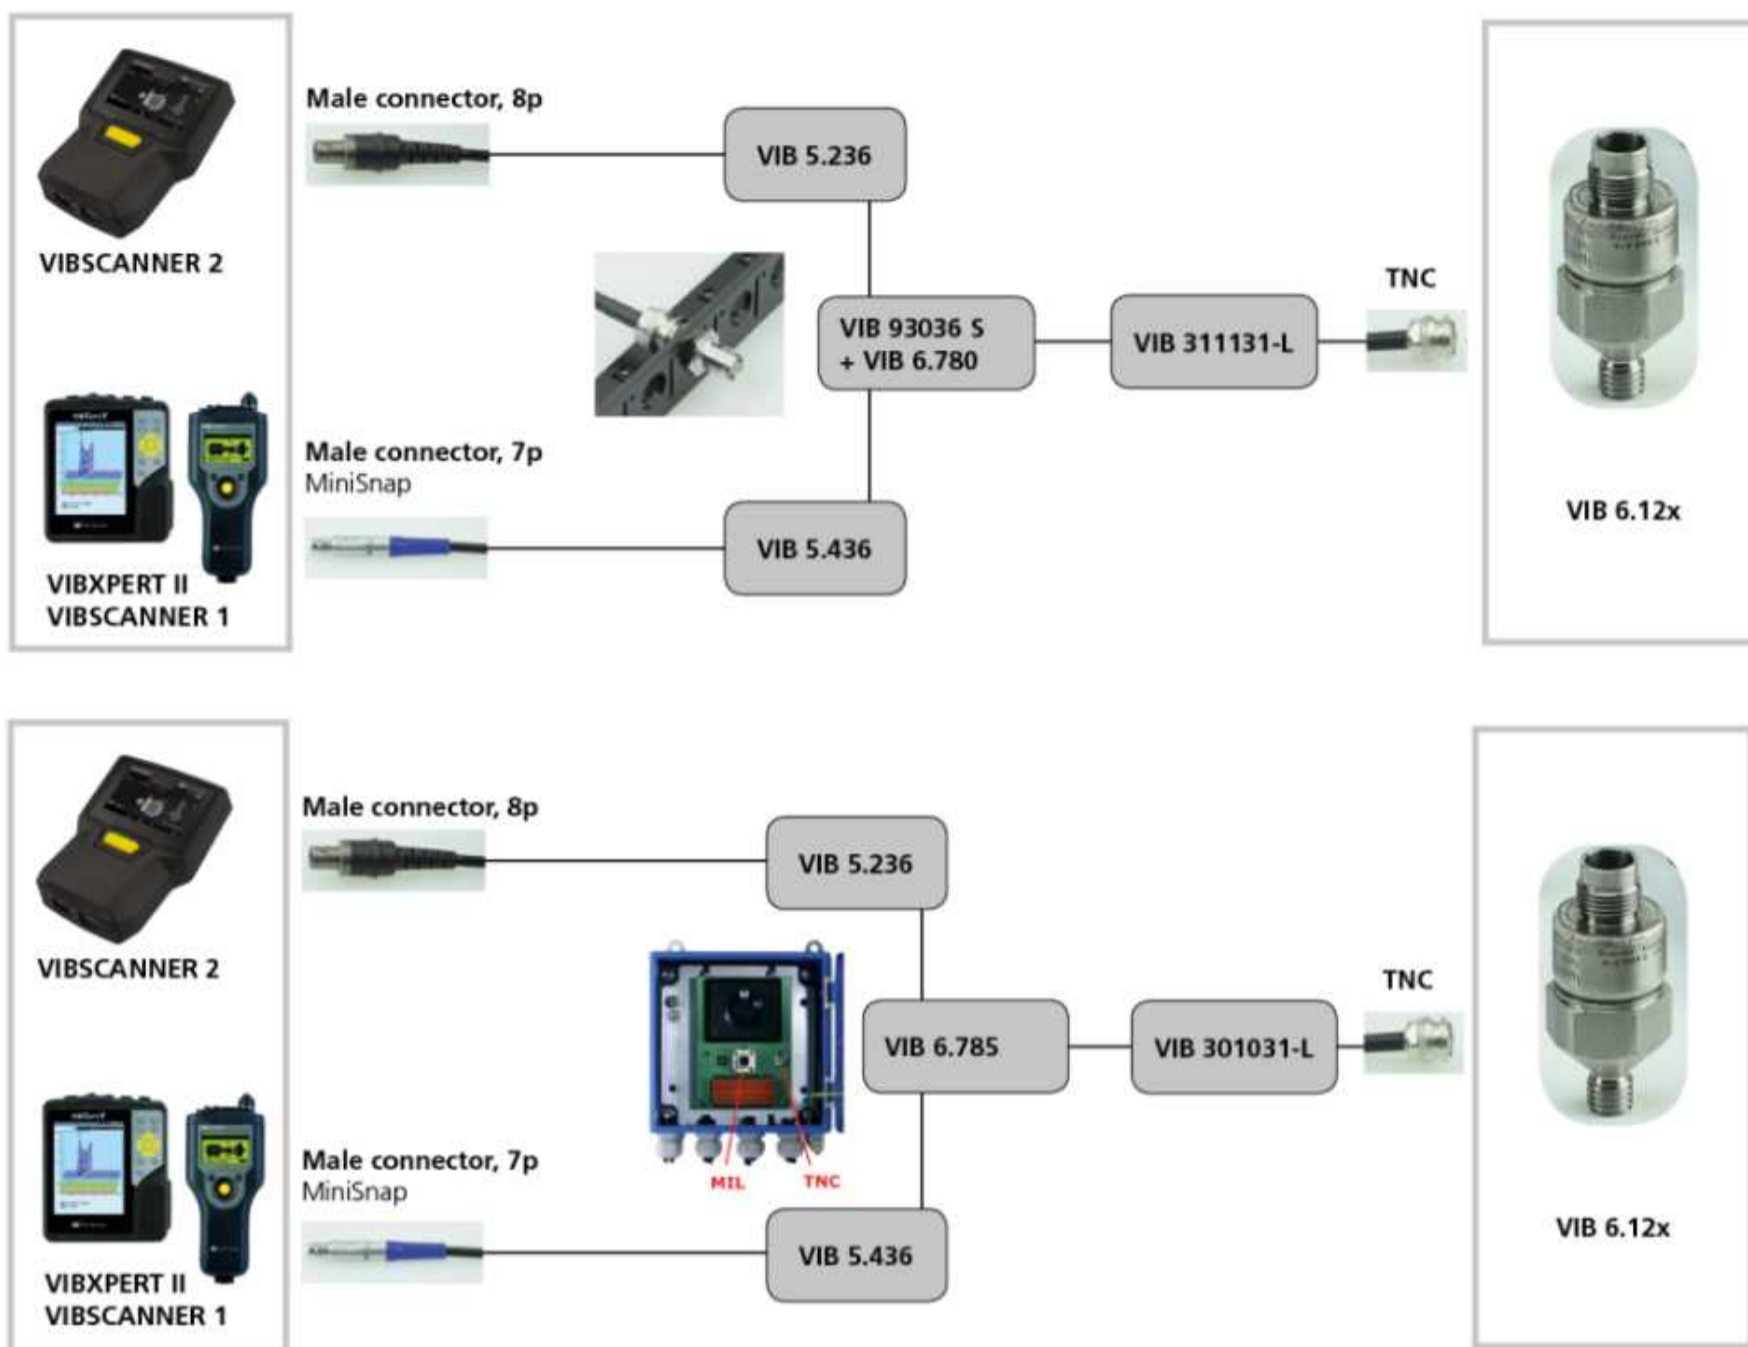 Male connector, 8p
VIB 5.236
VIBSCANNER 2
TNC
VIB 93036 S
+ VIB 6.780
VIB 311131-L
Male connector, 7p
MiniSnap
VIB 6.12x
VIB 5.436
VIBXPERT II
VIBSCANNER 1
Male connector, 8p
VIB 5.236
VIBSCANNER 2
TNC
VIB 6.785
VIB 301031-L
Male connector, 7p
MiniSnap
MIL
TNC
VIB 6.12x
VIB 5.436
VIBXPERT II
VIBSCANNER 1